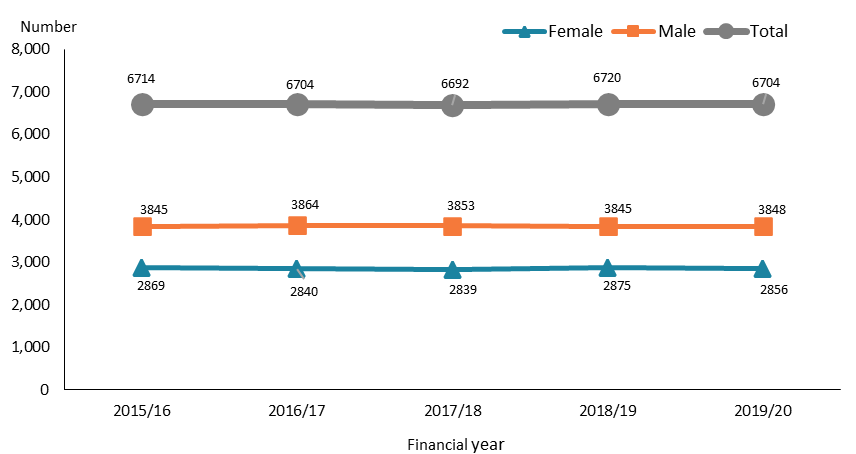 Number
Female Male Total
8,000
7,000
6,000
5,000
4,000
3,000
2,000
1,000
0
6714 6704 6692 6720 6704
3845 3864 3853 3845 3848
2869 2840 2839 2875 2856
2015/16 2016/17 2017/18 2018/19 2019/20
Financial year